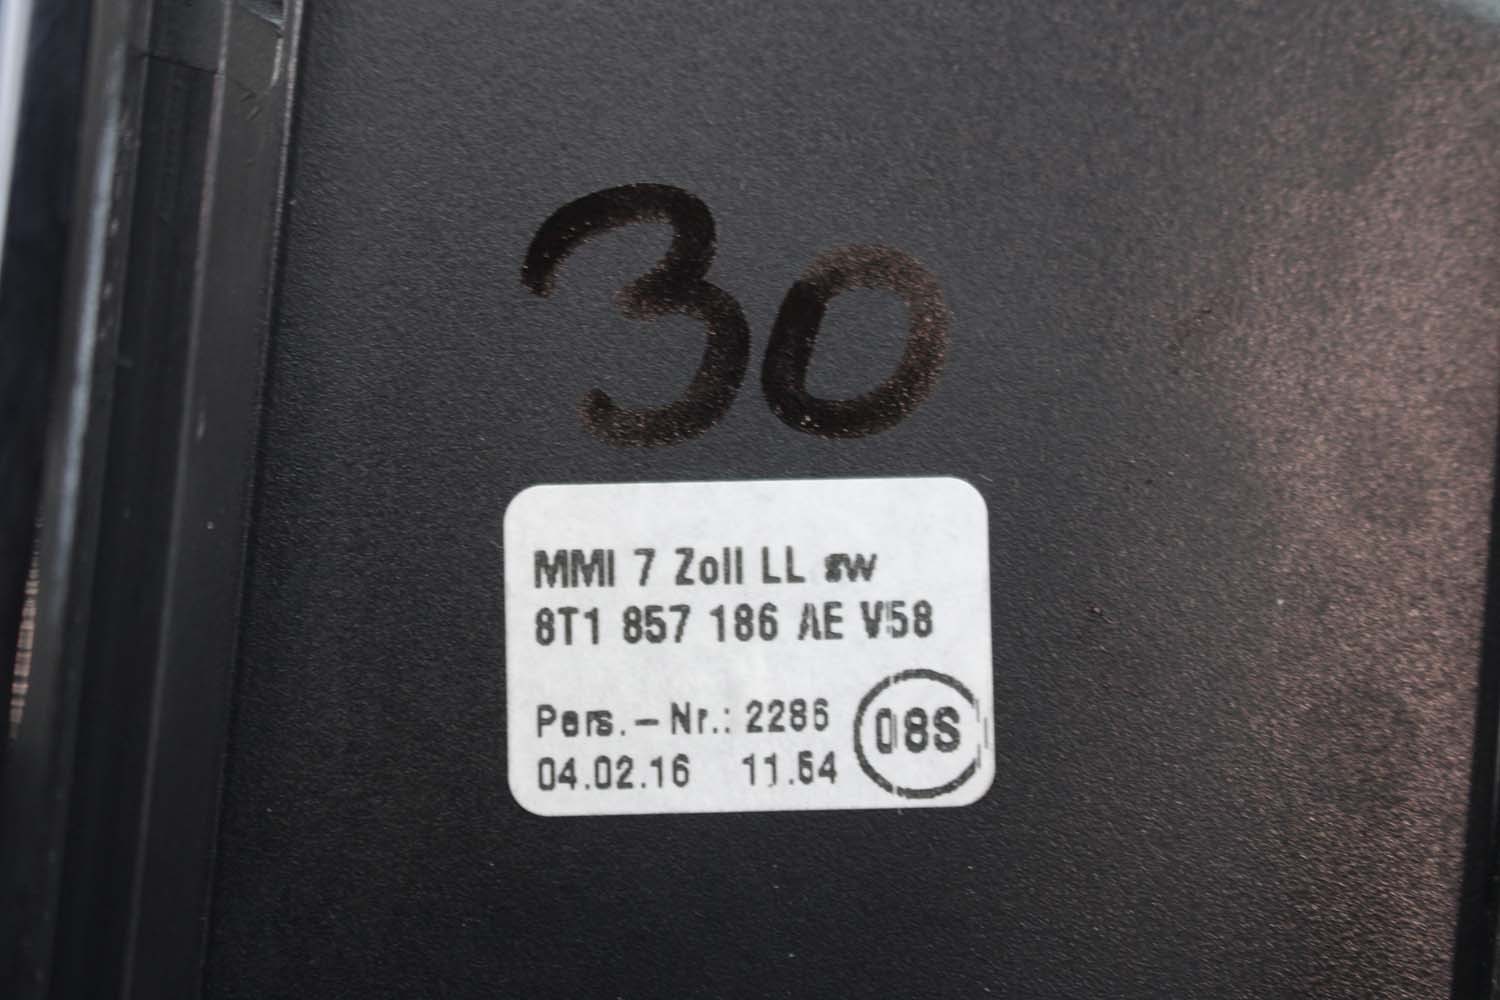 30
MMI 7 Zoll LL sw
8T1 857 186 AE V58
Pers.-Nr.: 2286
04.02.16 11.54
08S